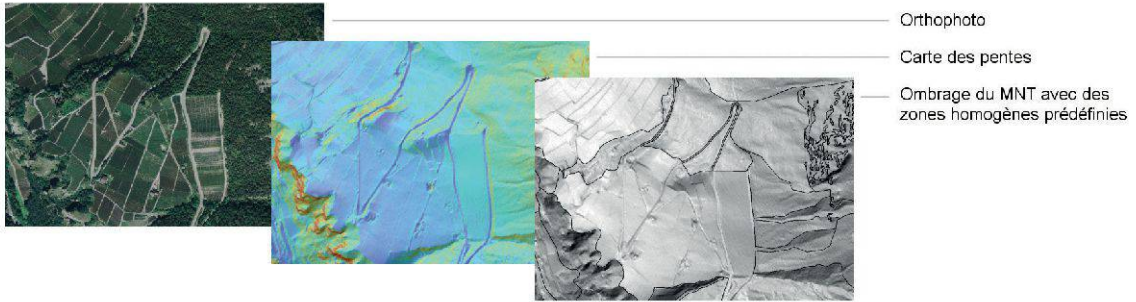 Orthophoto
Carte des pentes
Ombrage du MNT avec des
zones homogènes prédéfinies